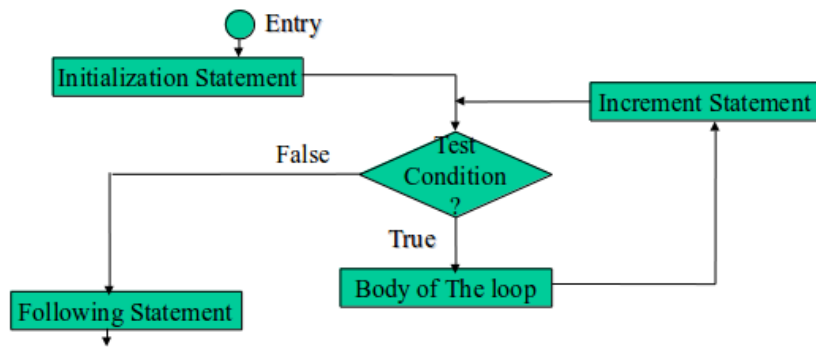 Entry
Initialization Statement
Increment Statement
Test
Condition
?
False
True
Body of The loop
Following Statement